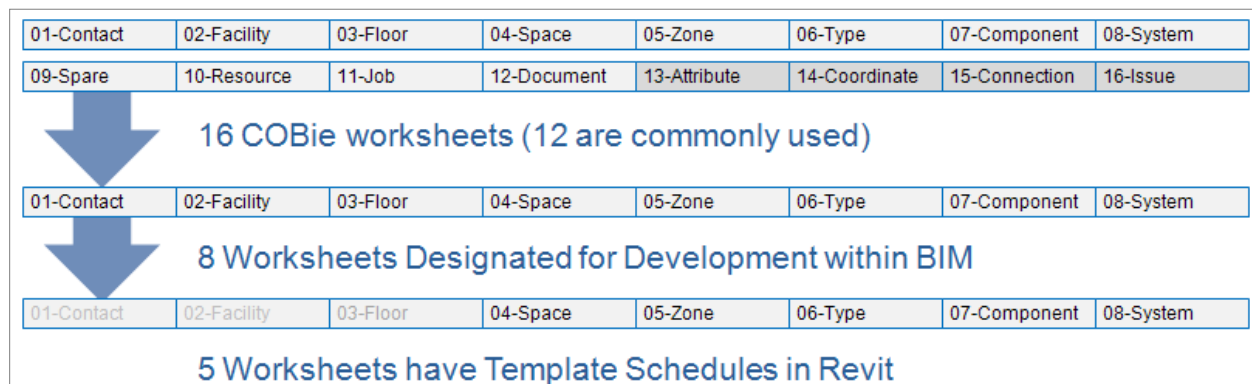 01-Contact 02-Facility 03-Floor 04-Space 05-Zone 06-Type 07-Component 08-System
09-Spare 10-Resource 11-Job 12-Document 13-Attribute 14-Coordinate 15-Connection 16-Issue
16 COBie worksheets (12 are commonly used)
01-Contact 02-Facility 03-Floor 04-Space 05-Zone 06-Type 07-Component 08-System
8 Worksheets Designated for Development within BIM
01-Contact 02-Facility 03-Floor 04-Space 05-Zone 06-Type 07-Component 08-System
5 Worksheets have Template Schedules in Revit